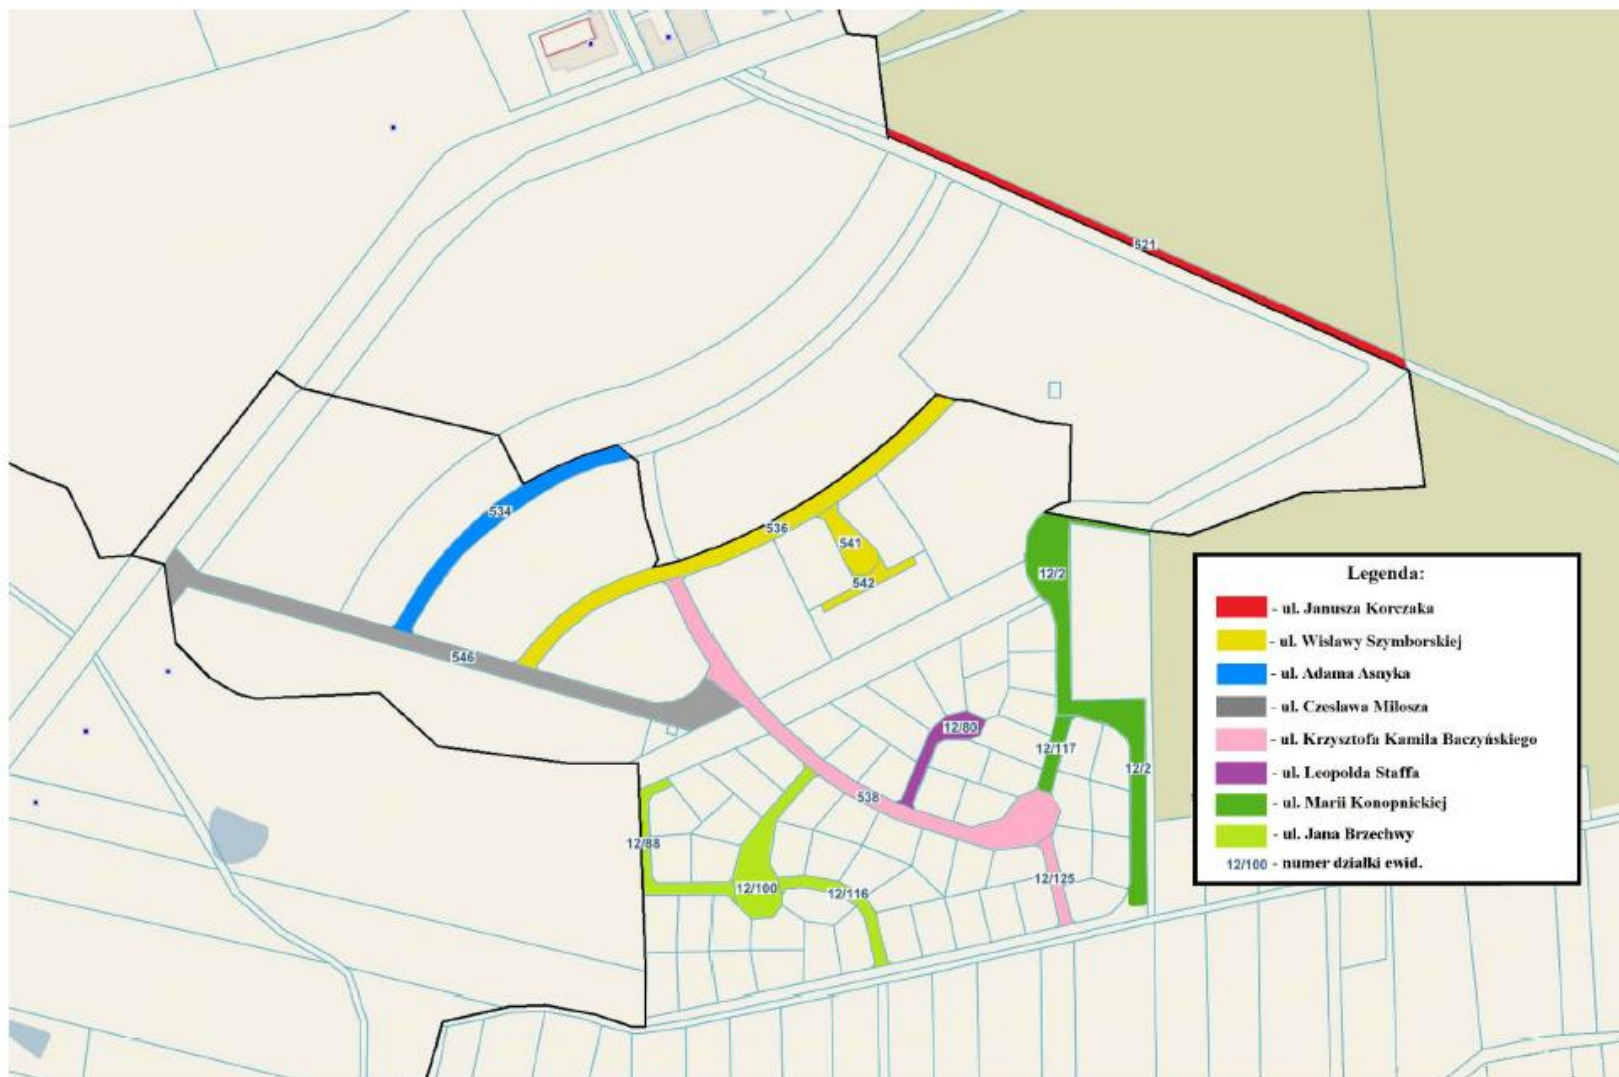 521
534
536
541
542
12/2
546
12/80
12/117
12/2
538
12/88
12/100
12/116
12/125
Legenda:
- ul. Janusza Korczaka
- ul. Wisławy Szymborskiej
- ul. Adama Asnyka
- ul. Czesława Miłosza
- ul. Krzysztofa Kamila Baczyńskiego
- ul. Leopolda Staffa
- ul. Marii Konopnickiej
- ul. Jana Brzechwy
12/100 - numer działki ewid.